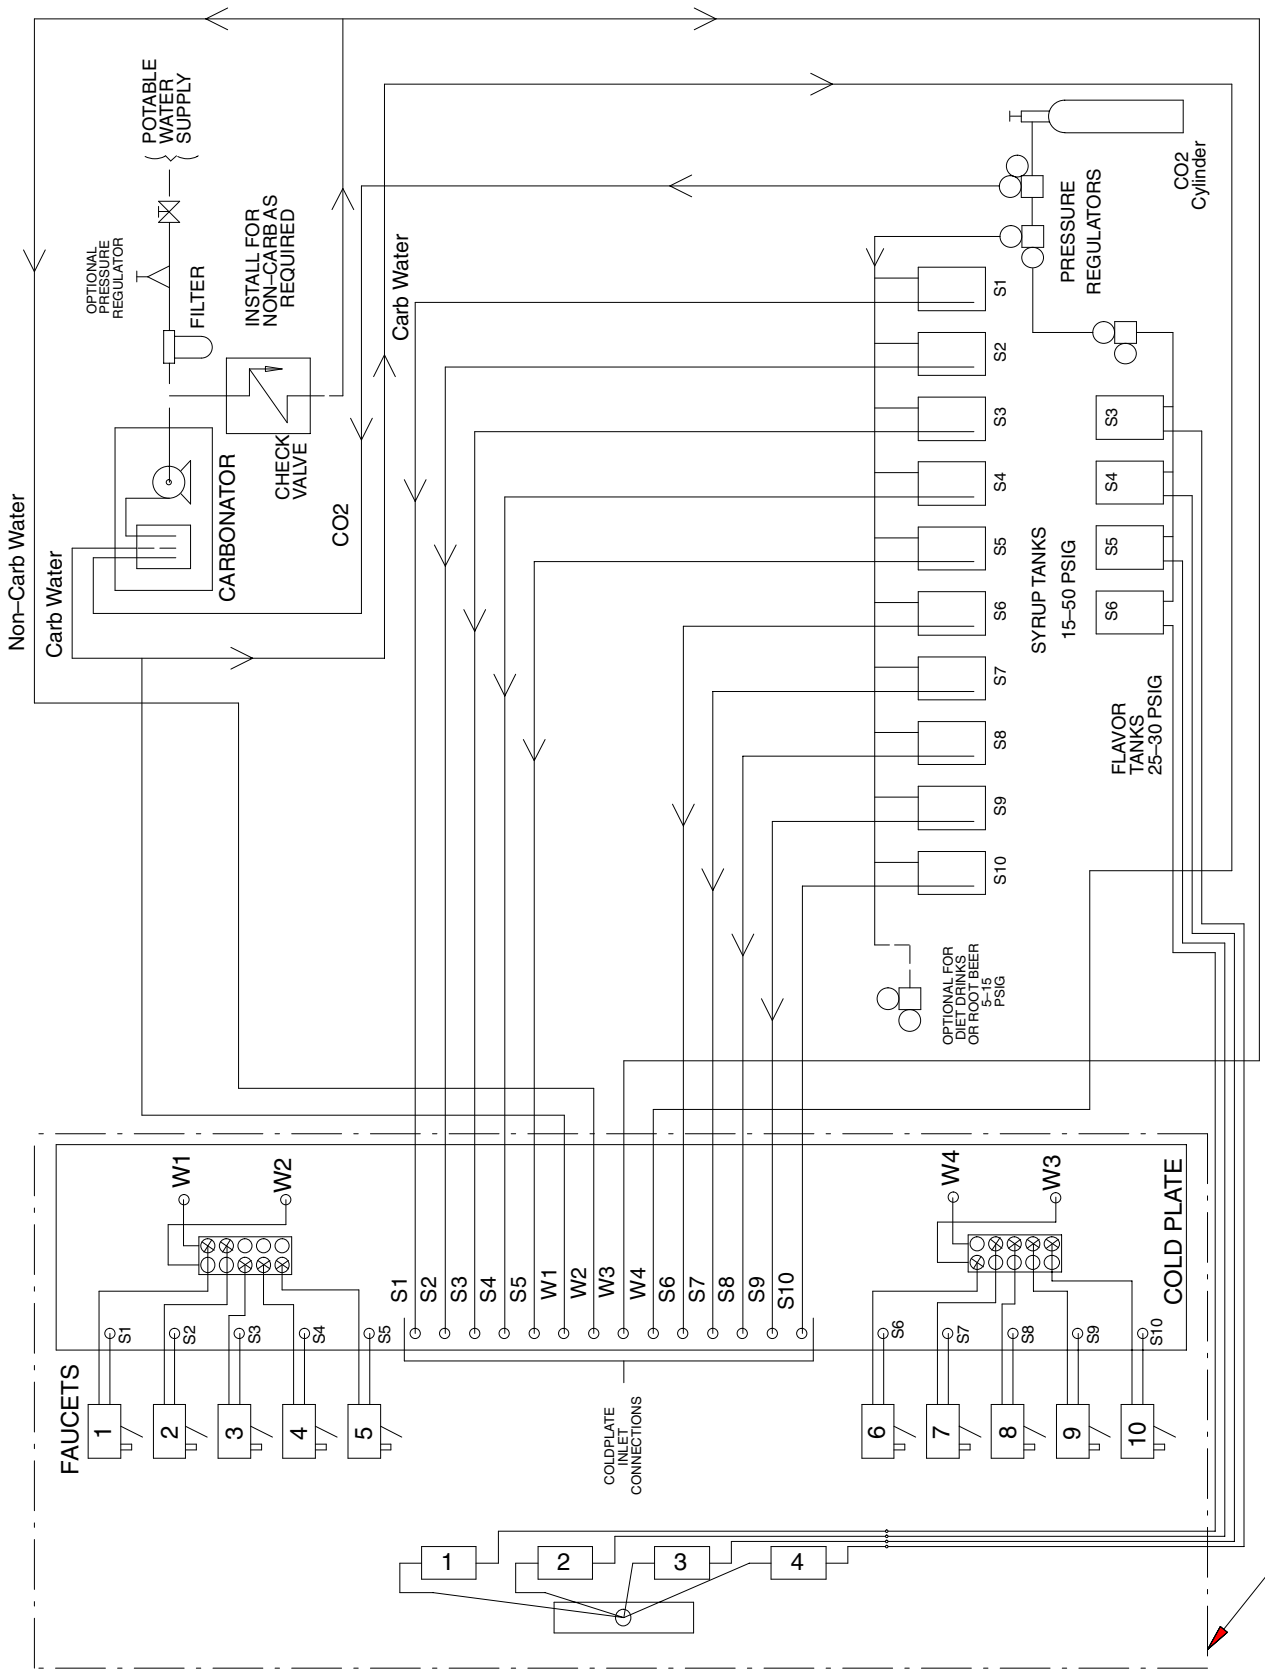 POTABLE
WATER
SUPPLY
OPTIONAL
PRESSURE
REGULATOR
FILTER
INSTALL FOR
NON–CARB AS
REQUIRED
CHECK
VALVE
CARBONATOR
CO2
Carb Water
Non–Carb Water
Carb Water
CO2
Cylinder
PRESSURE
REGULATORS
S1
S2
S3
S4
S5
S6
S7
S8
S9
S10
SYRUP TANKS
15–50 PSIG
S3
S4
S5
S6
FLAVOR
TANKS
25–30 PSIG
OPTIONAL FOR
DIET DRINKS
OR ROOT BEER
5–15
PSIG
W1
W2
W4
W3
COLD PLATE
S1
S2
S3
S4
S5
W1
W2
W3
W4
S6
S7
S8
S9
S10
COLDPLATE
INLET
CONNECTIONS
FAUCETS
S1
S2
S3
S4
S5
1
2
3
4
5
S6
S7
S8
S9
S10
6
7
8
9
10
1
2
3
4